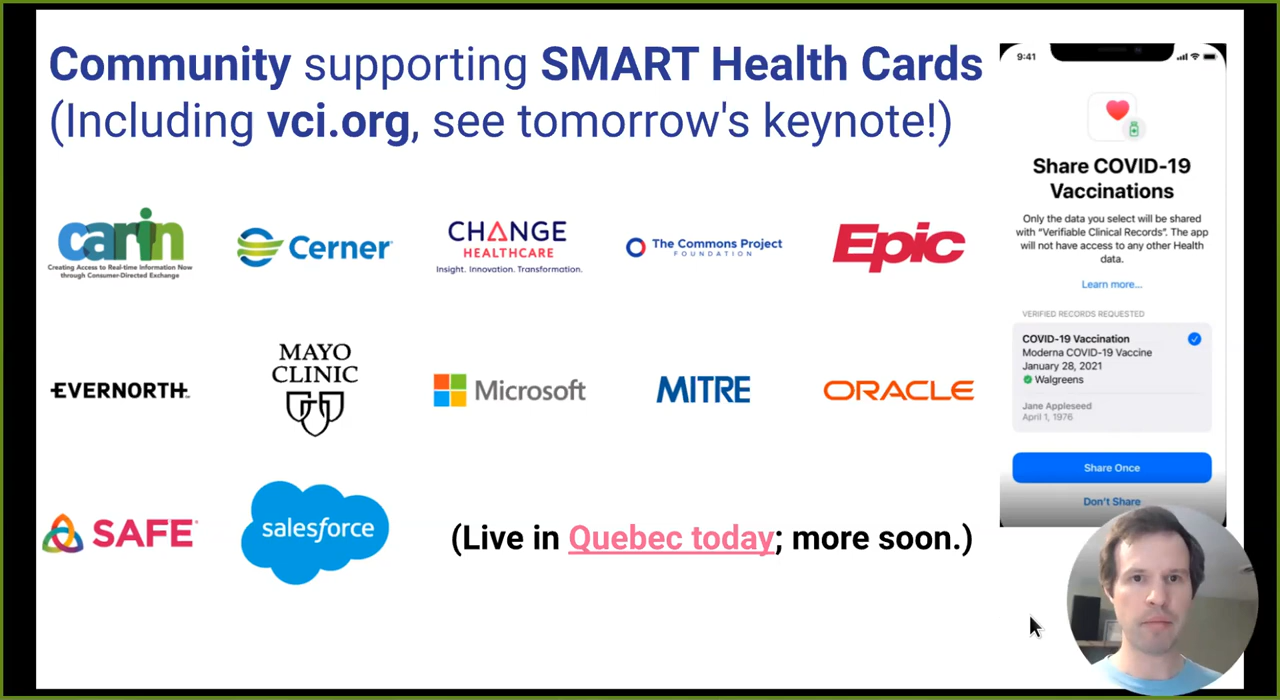 Community supporting SMART Health Cards
(Including vci.org, see tomorrow's keynote!)
carin
Creating Access to Real-time Information Now
through Consumer-Directed Exchange
Cerner
CHANGE
HEALTHCARE
Insight. Innovation. Transformation.
The Commons Project
FOUNDATION
Epic
EVERNORTH
MAYO
CLINIC
Microsoft
MITRE
ORACLE
SAFE
salesforce
(Live in Quebec today; more soon.)
9:41
Share COVID-19
Vaccinations
Only the data you select will be shared
with “Verifiable Clinical Records”. The app
will not have access to any other Health
data.
Learn more...
VERIFIED RECORDS REQUESTED
COVID-19 Vaccination
Moderna COVID-19 Vaccine
January 28, 2021
Walgreens
Jane Appleseed
April 1, 1976
Share Once
Don't Share